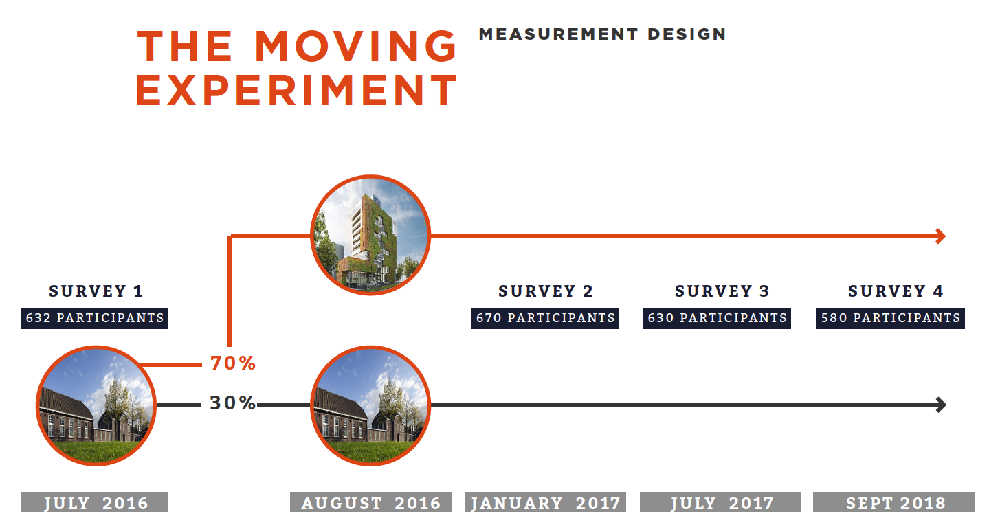 THE MOVING
EXPERIMENT
MEASUREMENT DESIGN
SURVEY 1
632 PARTICIPANTS
SURVEY 2
670 PARTICIPANTS
SURVEY 3
630 PARTICIPANTS
SURVEY 4
580 PARTICIPANTS
70%
30%
JULY 2016
AUGUST 2016
JANUARY 2017
JULY 2017
SEPT 2018